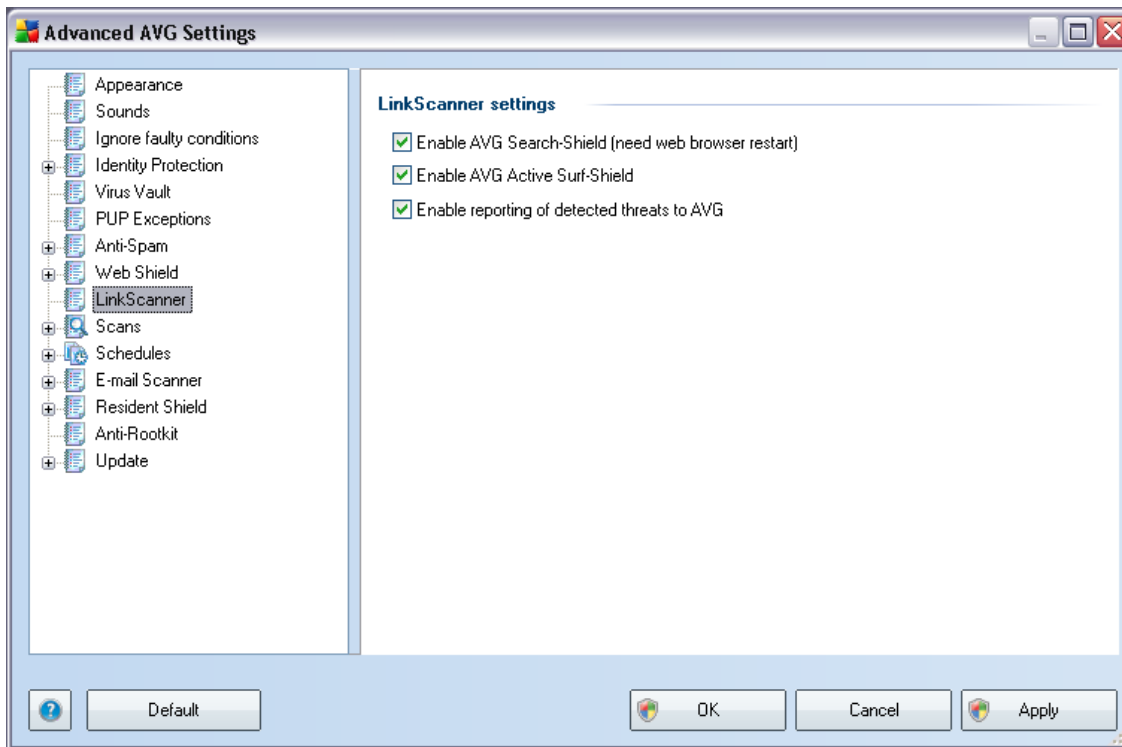 Advanced AVG Settings
Appearance
Sounds
Ignore faulty conditions
Identity Protection
Virus Vault
PUP Exceptions
Anti-Spam
Web Shield
LinkScanner
Scans
Schedules
E-mail Scanner
Resident Shield
Anti-Rootkit
Update
LinkScanner settings
Enable AVG Search-Shield (need web browser restart)
Enable AVG Active Surf-Shield
Enable reporting of detected threats to AVG
? Default OK Cancel Apply